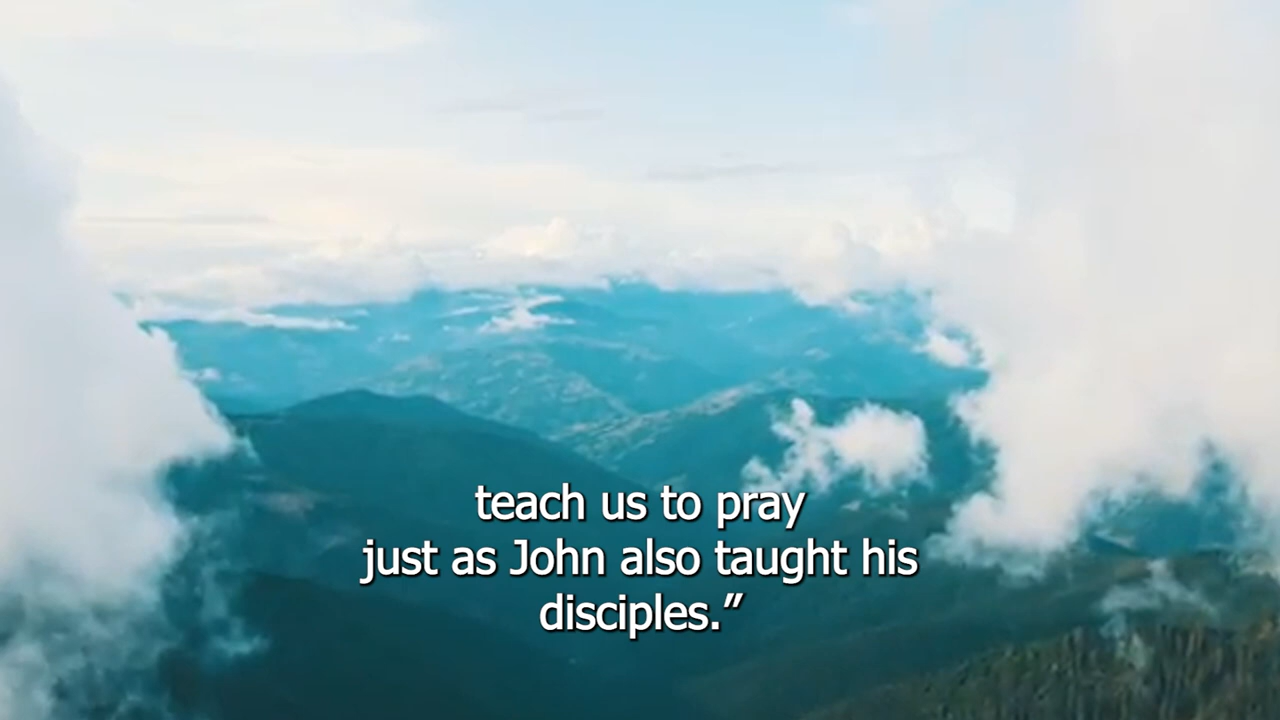 teach us to pray
just as John also taught his
disciples.”